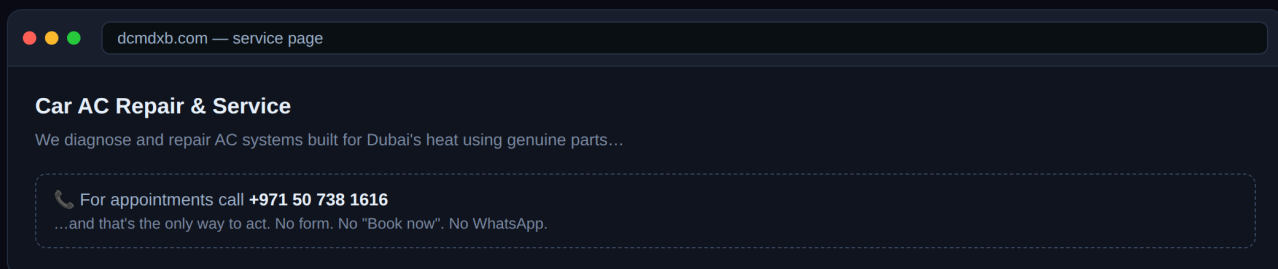 dcmdxb.com — service page
Car AC Repair & Service
We diagnose and repair AC systems built for Dubai's heat using genuine parts…
📞 For appointments call +971 50 738 1616
…and that's the only way to act. No form. No "Book now". No WhatsApp.